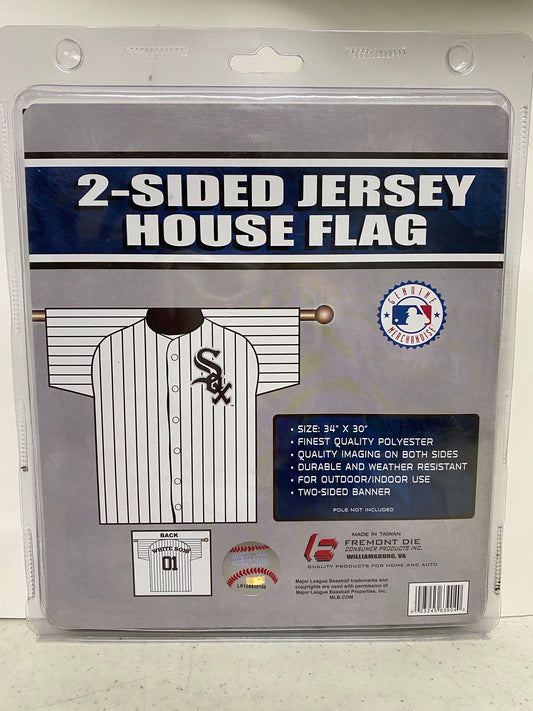 2-SIDED JERSEY
HOUSE FLAG
GENUINE
MERCHANDISE
Sox
• SIZE: 34" X 30"
• FINEST QUALITY POLYESTER
• QUALITY IMAGING ON BOTH SIDES
• DURABLE AND WEATHER RESISTANT
• FOR OUTDOOR/INDOOR USE
• TWO-SIDED BANNER
POLE NOT INCLUDED
BACK
WHITE SOX
01
MADE IN TAIWAN
FREMONT DIE
CONSUMER PRODUCTS INC.
WILLIAMSBURG, VA
QUALITY PRODUCTS FOR HOME AND AUTO
Major League Baseball trademarks and
copyrights are used with permission of
Major League Baseball Properties, Inc.
MLB.COM